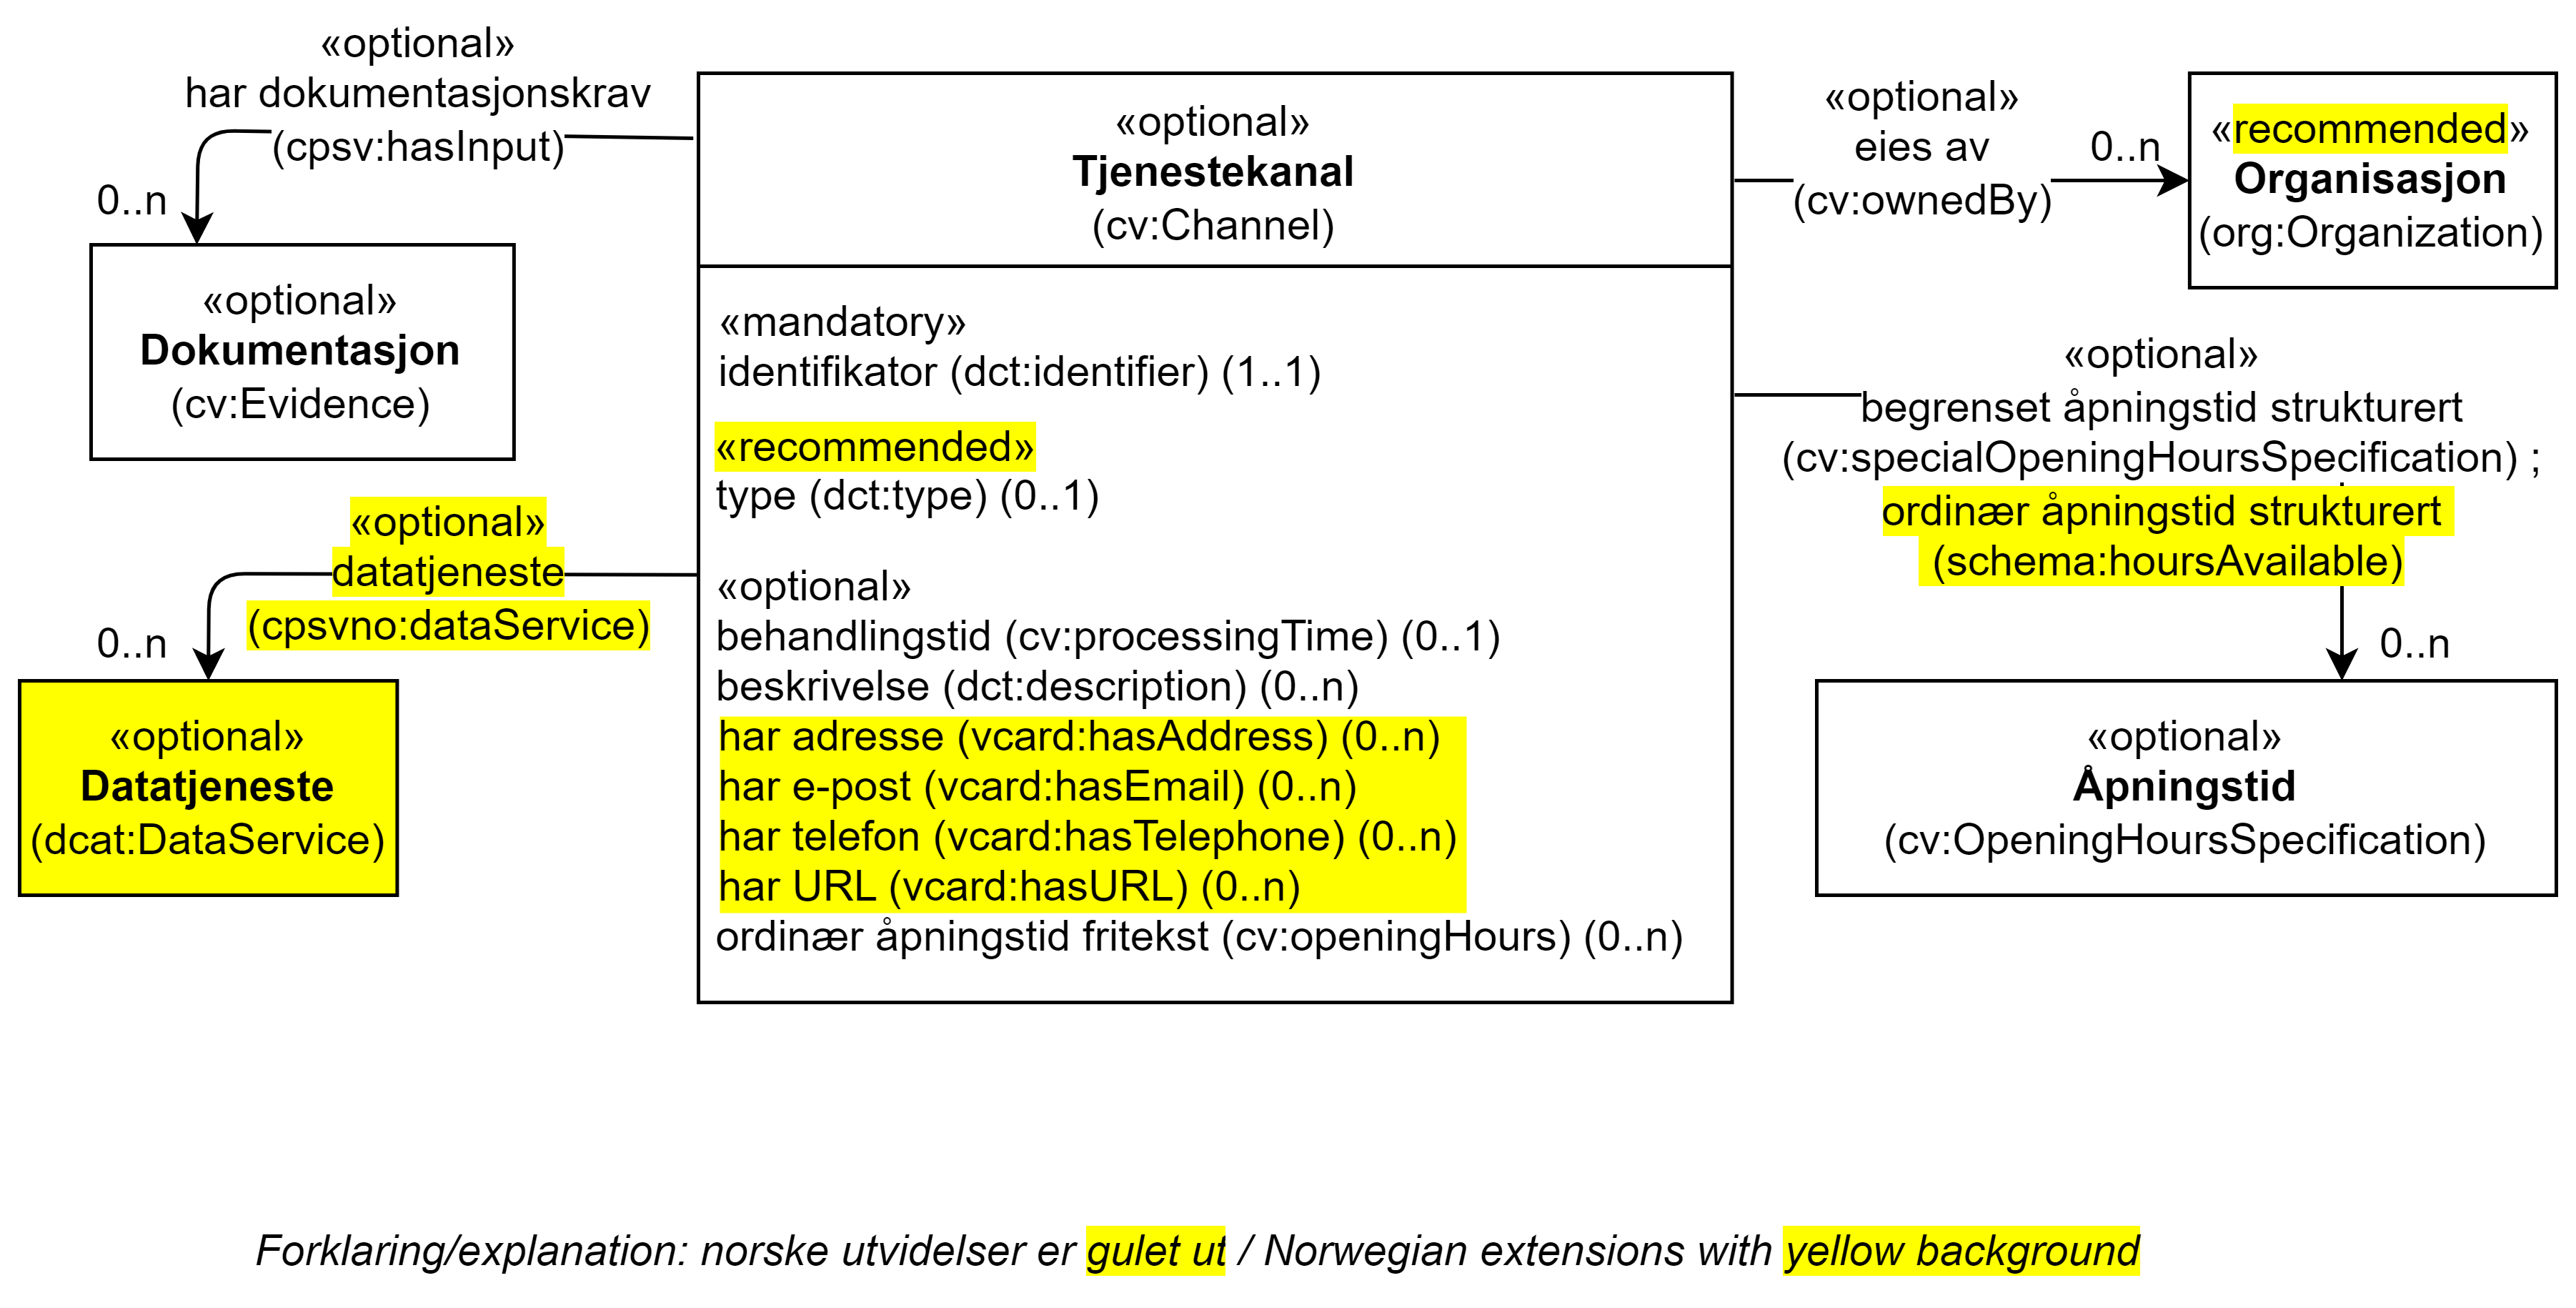 «optional»
har dokumentasjonskrav
(cpsv:hasInput)
0..n
«optional»
Dokumentasjon
(cv:Evidence)
«optional»
datatjeneste
(cpsvno:dataService)
0..n
«optional»
Datatjeneste
(dcat:DataService)
«optional»
Tjenestekanal
(cv:Channel)
«mandatory»
identifikator (dct:identifier) (1..1)
«recommended»
type (dct:type) (0..1)
«optional»
behandlingstid (cv:processingTime) (0..1)
beskrivelse (dct:description) (0..n)
har adresse (vcard:hasAddress) (0..n)
har e-post (vcard:hasEmail) (0..n)
har telefon (vcard:hasTelephone) (0..n)
har URL (vcard:hasURL) (0..n)
ordinær åpningstid fritekst (cv:openingHours) (0..n)
«optional»
eies av
(cv:ownedBy)
0..n
«recommended»
Organisasjon
(org:Organization)
«optional»
begrenset åpningstid strukturert
(cv:specialOpeningHoursSpecification) ;
ordinær åpningstid strukturert
(schema:hoursAvailable)
0..n
«optional»
Åpningstid
(cv:OpeningHoursSpecification)
Forklaring/explanation: norske utvidelser er gulet ut / Norwegian extensions with yellow background